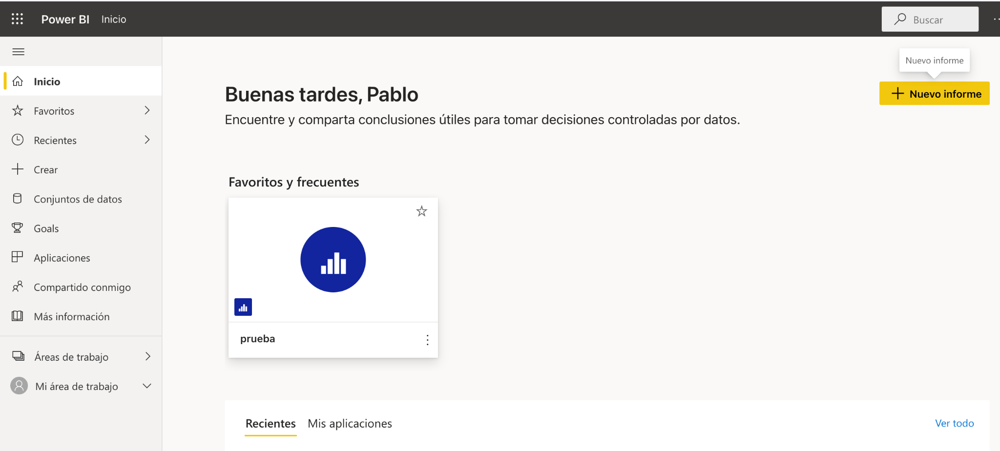 Power BI Inicio
Buscar
Inicio
Favoritos
Recientes
Crear
Conjuntos de datos
Goals
Aplicaciones
Compartido conmigo
Más información
Áreas de trabajo
Mi área de trabajo
Nuevo informe
Nuevo informe
Buenas tardes, Pablo
Encuentre y comparta conclusiones útiles para tomar decisiones controladas por datos.
Favoritos y frecuentes
prueba
Recientes Mis aplicaciones
Ver todo